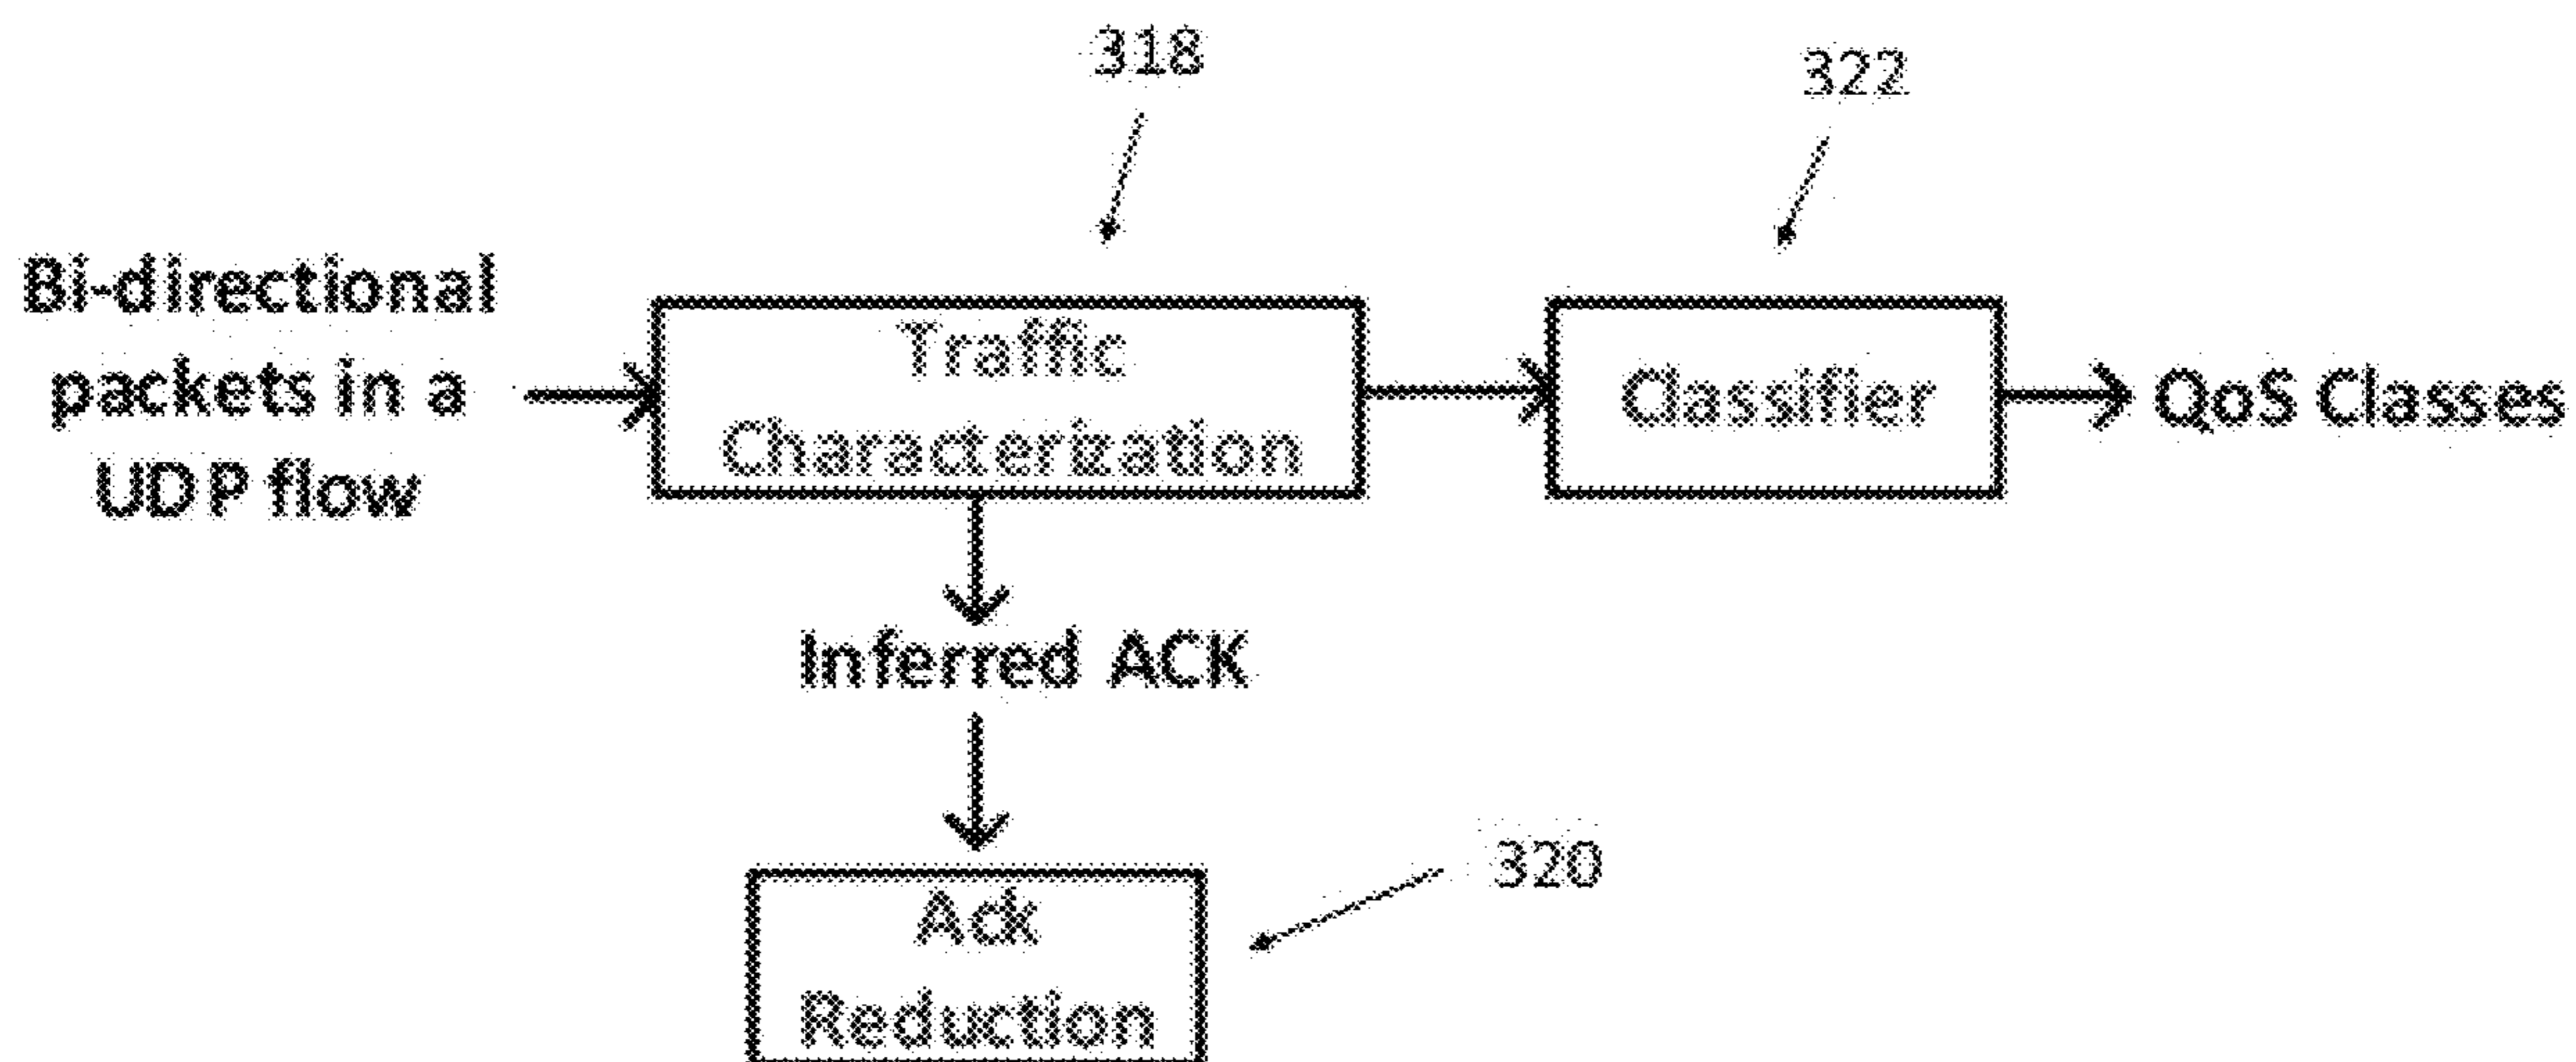 318
322
Bi-directional
packets in a
UDP flow
Traffic
Characterization
Classifier
QoS Classes
Inferred ACK
320
Ack
Reduction